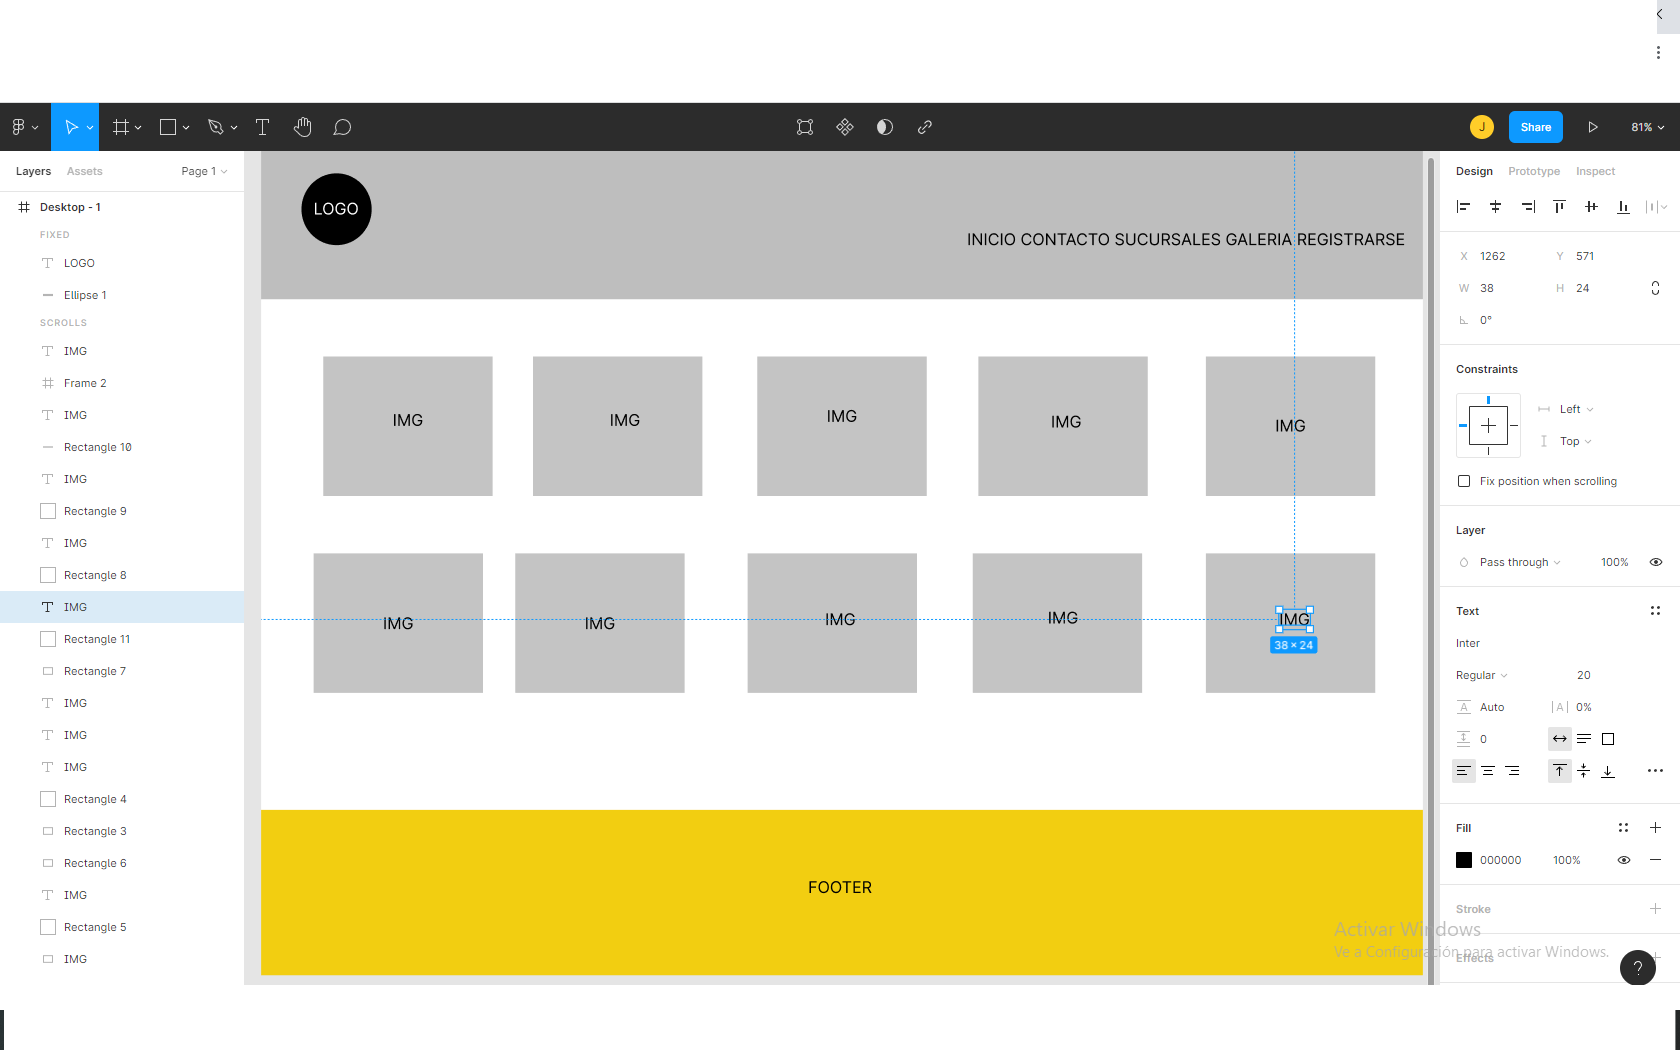 J
Share
81%
Layers
Assets
Page 1
Desktop - 1
FIXED
LOGO
Ellipse 1
SCROLLS
IMG
Frame 2
IMG
Rectangle 10
IMG
Rectangle 9
IMG
Rectangle 8
IMG
Rectangle 11
Rectangle 7
IMG
IMG
IMG
Rectangle 4
Rectangle 3
Rectangle 6
IMG
Rectangle 5
IMG
LOGO
INICIO CONTACTO SUCURSALES GALERIA REGISTRARSE
IMG IMG IMG IMG IMG
IMG IMG IMG IMG IMG
38 × 24
FOOTER
Design Prototype Inspect
X 1262 Y 571
W 38 H 24
0°
Constraints
Left
Top
Fix position when scrolling
Layer
Pass through 100%
Text
Inter
Regular 20
A Auto |A| 0%
0
Fill
000000 100%
Stroke
Effects
Activar Windows
Ve a Configuración para activar Windows.
?